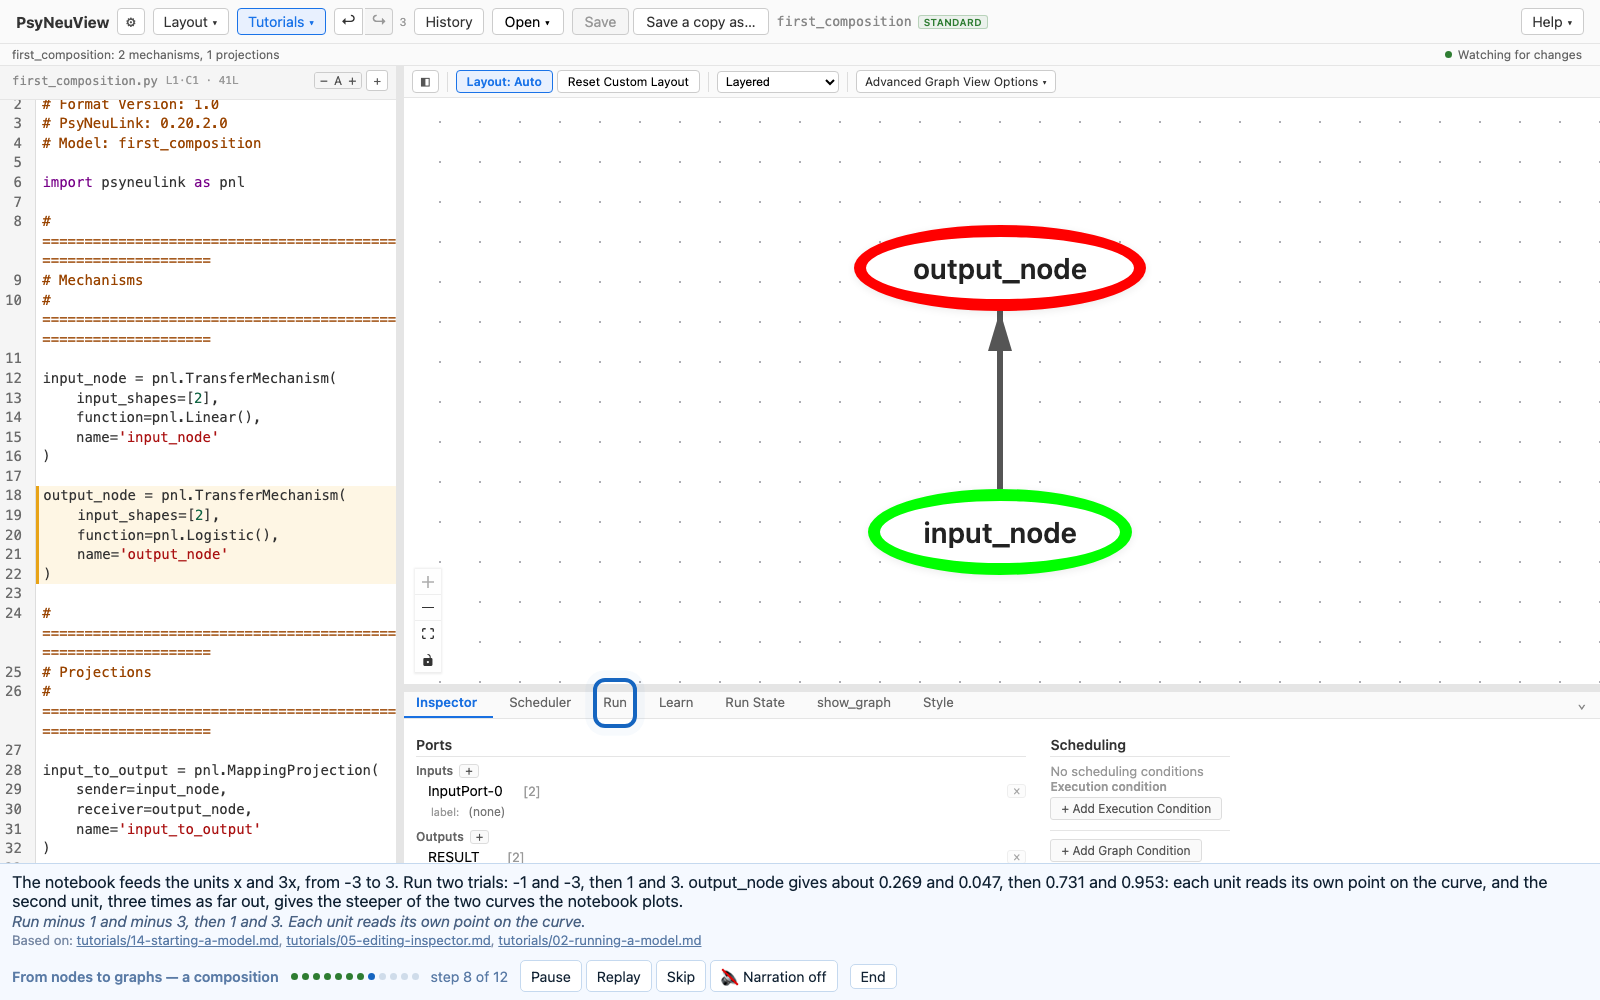 PsyNeuView ⚙ Layout ▾ Tutorials ▾ ↩ ↪ 3 History Open ▾ Save Save a copy as... first_composition STANDARD Help ▾
first_composition: 2 mechanisms, 1 projections Watching for changes
first_composition.py L1·C1 · 41L − A + +
Layout: Auto Reset Custom Layout Layered Advanced Graph View Options ▾
2 # Format Version: 1.0
3 # PsyNeuLink: 0.20.2.0
4 # Model: first_composition
5
6 import psyneulink as pnl
7
8 #
==========================================
====================
9 # Mechanisms
10 #
==========================================
====================
11
12 input_node = pnl.TransferMechanism(
13 input_shapes=[2],
14 function=pnl.Linear(),
15 name='input_node'
16 )
17
18 output_node = pnl.TransferMechanism(
19 input_shapes=[2],
20 function=pnl.Logistic(),
21 name='output_node'
22 )
23
24 #
==========================================
====================
25 # Projections
26 #
==========================================
====================
27
28 input_to_output = pnl.MappingProjection(
29 sender=input_node,
30 receiver=output_node,
31 name='input_to_output'
32 )
output_node
input_node
Inspector Scheduler Run Learn Run State show_graph Style
Ports
Inputs +
InputPort-0 [2] x
label: (none)
Outputs +
RESULT [2] x
Scheduling
No scheduling conditions
Execution condition
+ Add Execution Condition
+ Add Graph Condition
The notebook feeds the units x and 3x, from -3 to 3. Run two trials: -1 and -3, then 1 and 3. output_node gives about 0.269 and 0.047, then 0.731 and 0.953: each unit reads its own point on the curve, and the
second unit, three times as far out, gives the steeper of the two curves the notebook plots.
Run minus 1 and minus 3, then 1 and 3. Each unit reads its own point on the curve.
Based on: tutorials/14-starting-a-model.md, tutorials/05-editing-inspector.md, tutorials/02-running-a-model.md
From nodes to graphs — a composition step 8 of 12 Pause Replay Skip Narration off End